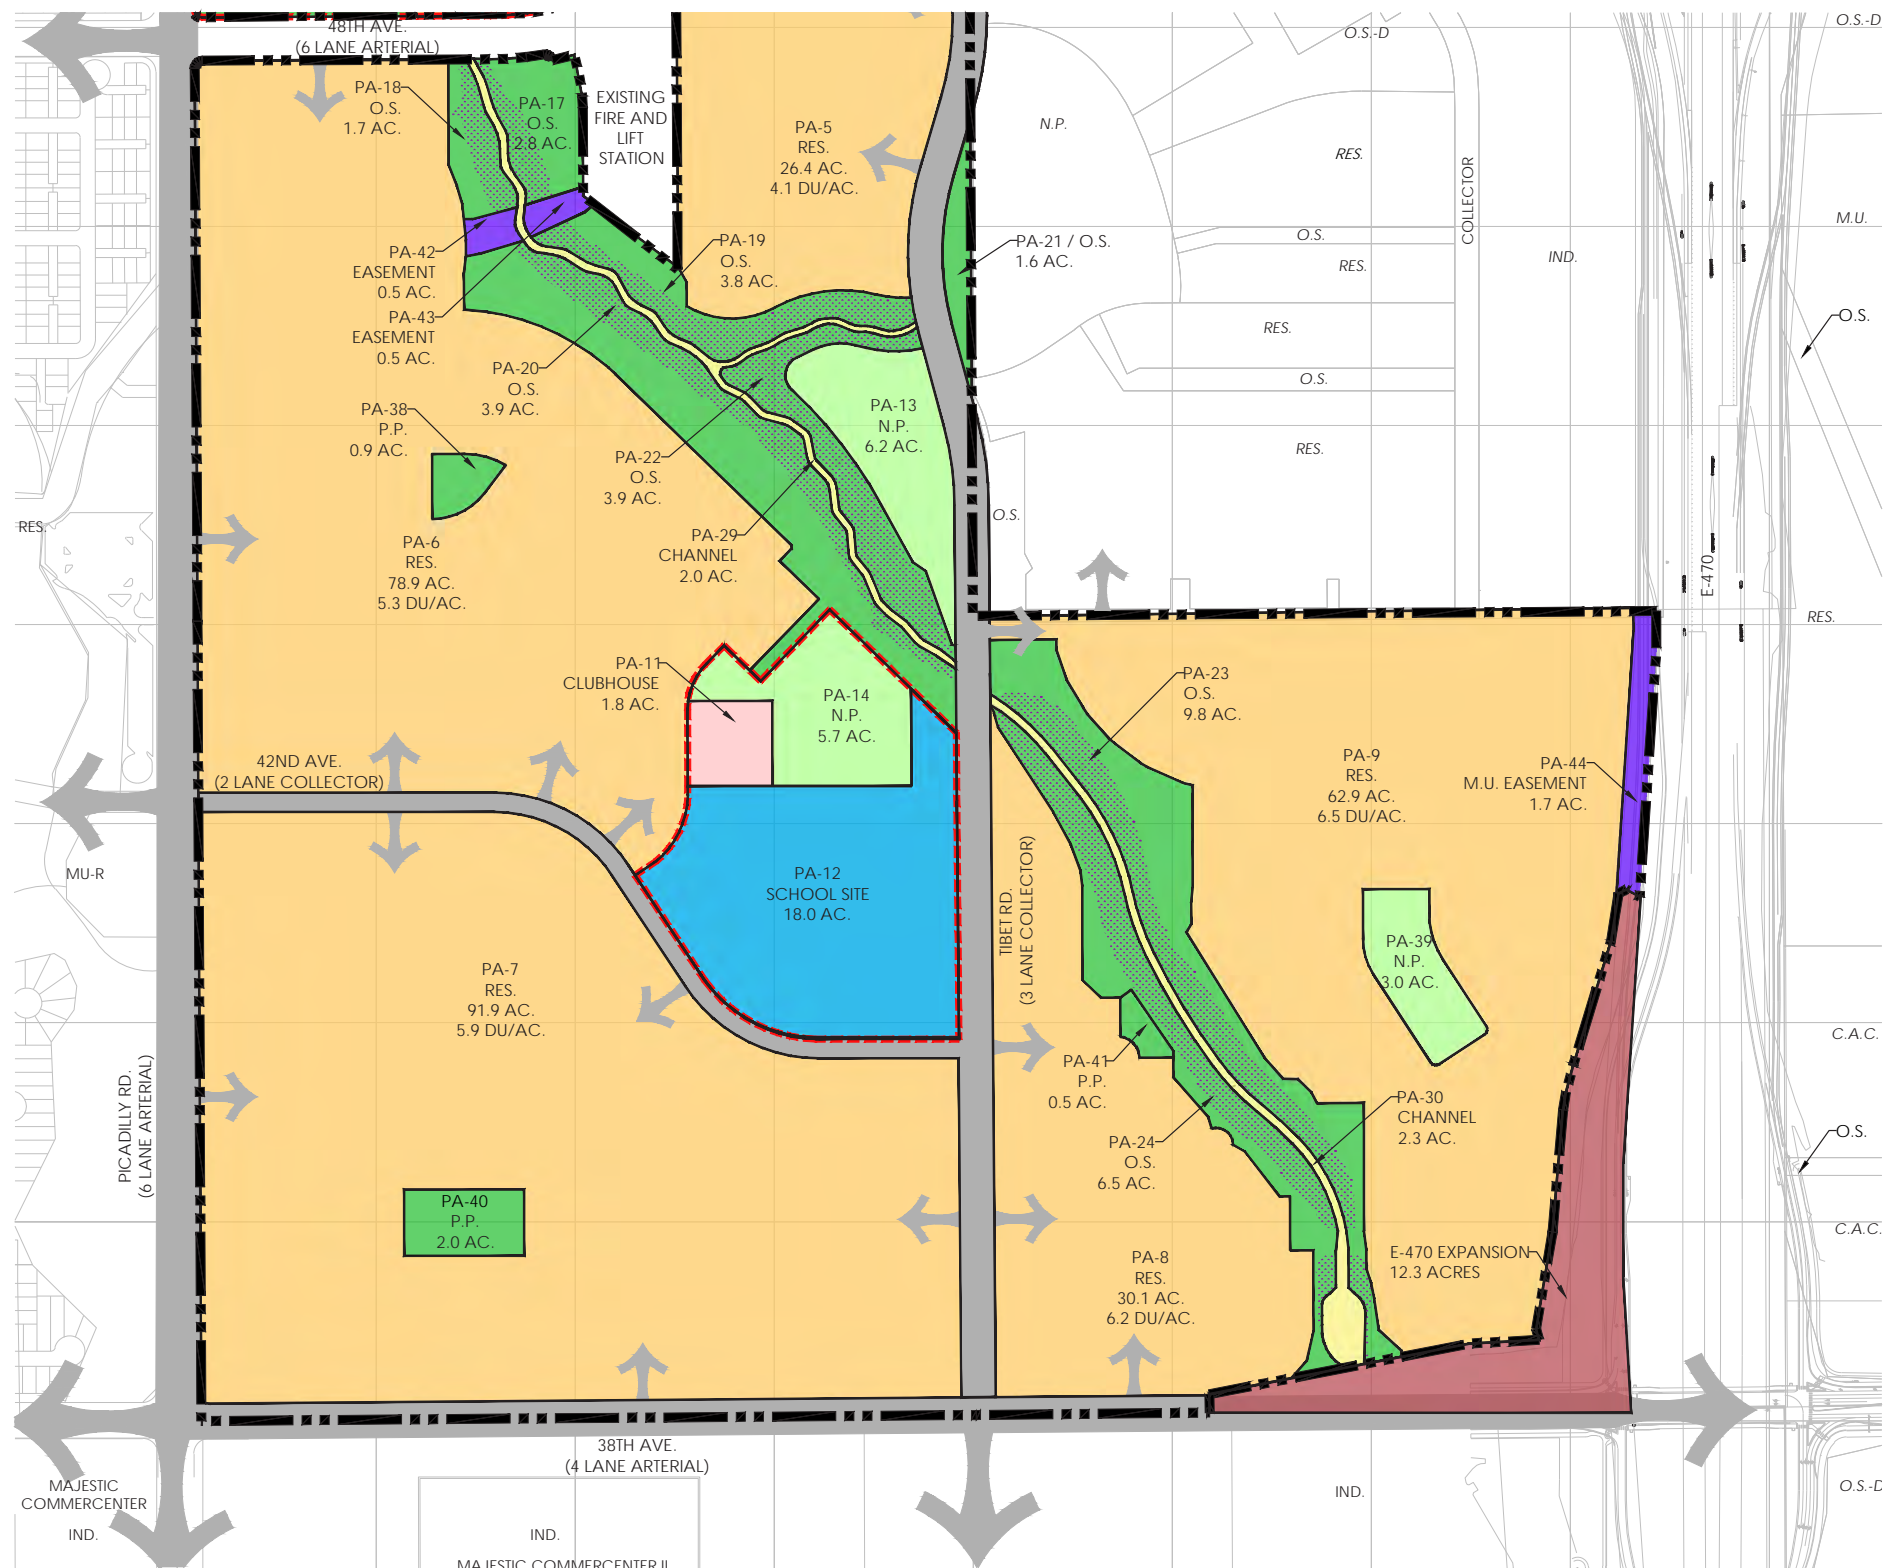 48TH AVE.
(6 LANE ARTERIAL)
O.S.-D
O.S.-D
PA-18
O.S.
1.7 AC.
PA-17
O.S.
2.8 AC.
EXISTING
FIRE AND
LIFT
STATION
PA-5
RES.
26.4 AC.
4.1 DU/AC.
N.P.
RES.
COLLECTOR
M.U.
PA-42
EASEMENT
0.5 AC.
PA-43
EASEMENT
0.5 AC.
PA-19
O.S.
3.8 AC.
PA-21 / O.S.
1.6 AC.
O.S.
RES.
IND.
O.S.
RES.
O.S.
PA-20
O.S.
3.9 AC.
PA-38
P.P.
0.9 AC.
PA-13
N.P.
6.2 AC.
RES.
PA-22
O.S.
3.9 AC.
RES.
O.S.
PA-6
RES.
78.9 AC.
5.3 DU/AC.
PA-29
CHANNEL
2.0 AC.
E-470
RES.
PA-11
CLUBHOUSE
1.8 AC.
PA-14
N.P.
5.7 AC.
PA-23
O.S.
9.8 AC.
42ND AVE.
(2 LANE COLLECTOR)
PA-9
RES.
62.9 AC.
6.5 DU/AC.
PA-44
M.U. EASEMENT
1.7 AC.
MU-R
PA-12
SCHOOL SITE
18.0 AC.
TIBET RD.
(3 LANE COLLECTOR)
PA-39
N.P.
3.0 AC.
PA-7
RES.
91.9 AC.
5.9 DU/AC.
C.A.C.
PICADILLY RD.
(6 LANE ARTERIAL)
PA-41
P.P.
0.5 AC.
PA-30
CHANNEL
2.3 AC.
O.S.
PA-24
O.S.
6.5 AC.
PA-40
P.P.
2.0 AC.
C.A.C.
PA-8
RES.
30.1 AC.
6.2 DU/AC.
E-470 EXPANSION
12.3 ACRES
38TH AVE.
(4 LANE ARTERIAL)
MAJESTIC
COMMERCENTER
IND.
IND.
MAJESTIC COMMERCENTER II
IND.
O.S.-D